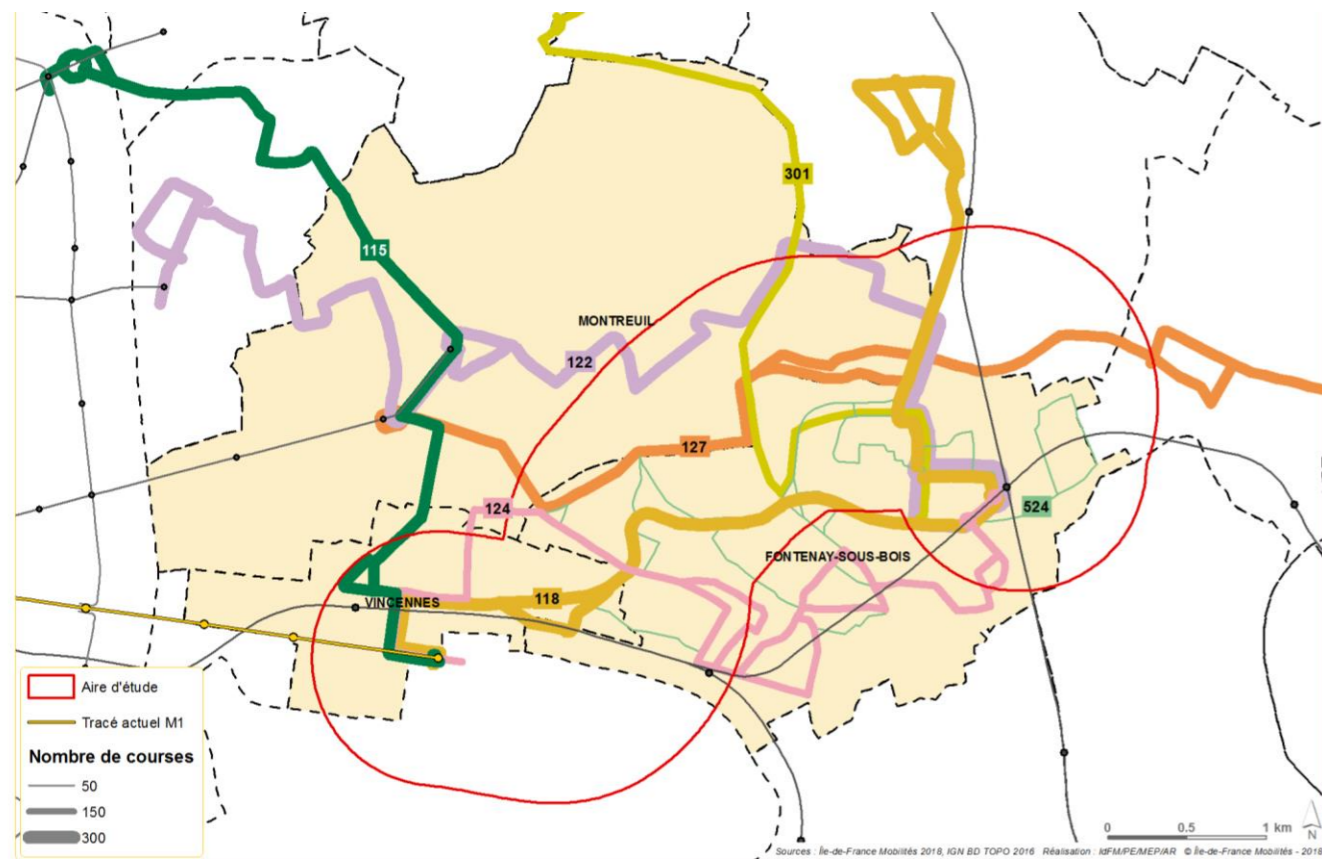 301
115
MONTREUIL
122
127
124
524
FONTENAY-SOUS-BOIS
118
VINCENNES
Aire d'étude
Tracé actuel M1
Nombre de courses
50
150
300
0 0.5 1 km
N
Sources : Île-de-France Mobilités 2018, IGN BD TOPO 2016 Réalisation : IdFM/PE/MEP/AR © Île-de-France Mobilités - 2018